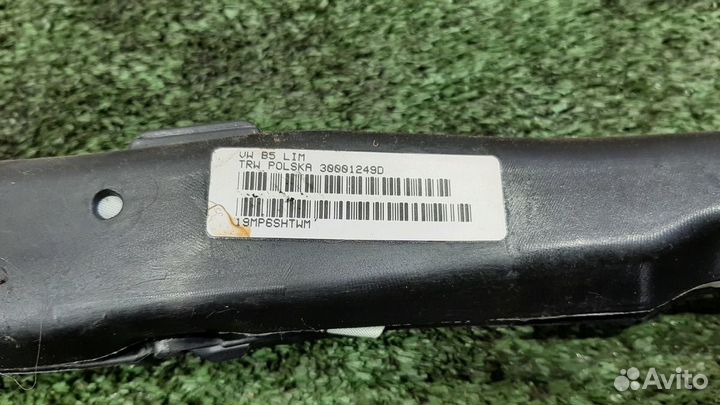 VW B5 LIM
TRW POLSKA 30001249D
19MP6SHTWM
Avito